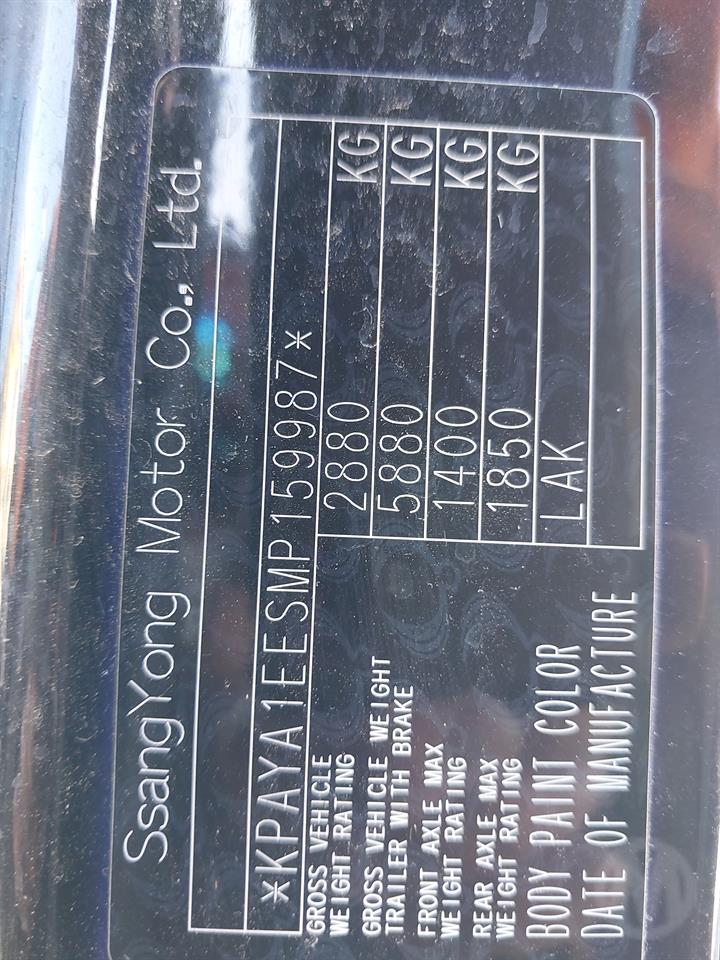 SsangYong Motor Co., Ltd.
*KPAYA1EESMP159987*
GROSS VEHICLE
WEIGHT RATING 2880 KG
GROSS VEHICLE WEIGHT
TRAILER WITH BRAKE 5880 KG
FRONT AXLE MAX
WEIGHT RATING 1400 KG
REAR AXLE MAX
WEIGHT RATING 1850 KG
BODY PAINT COLOR LAK
DATE OF MANUFACTURE